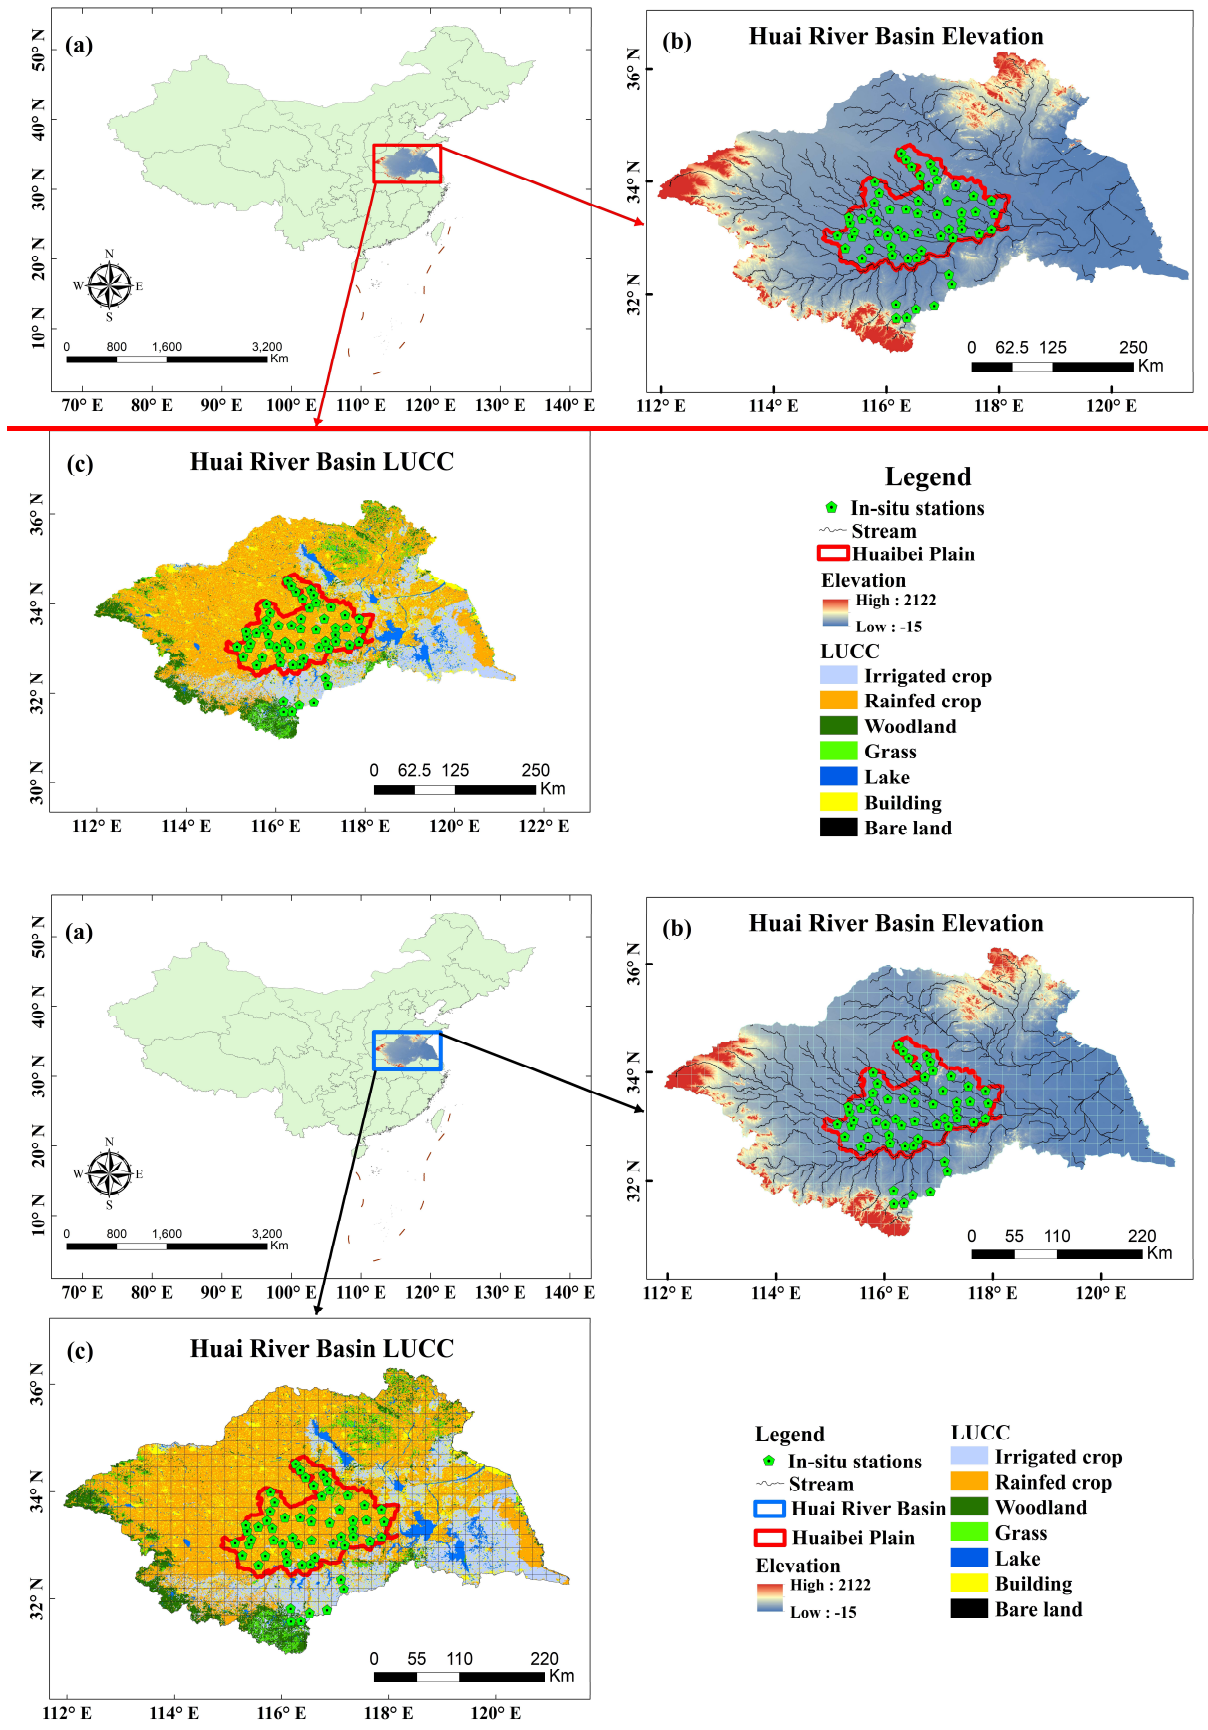 (a)
50° N
40° N
30° N
20° N
10° N
N
W E
S
0 800 1,600 3,200
Km
70° E 80° E 90° E 100° E 110° E 120° E 130° E 140° E
(b) Huai River Basin Elevation
36° N
34° N
32° N
0 62.5 125 250
Km
112° E 114° E 116° E 118° E 120° E
(c) Huai River Basin LUCC
36° N
34° N
32° N
30° N
0 62.5 125 250
Km
112° E 114° E 116° E 118° E 120° E 122° E
Legend
In-situ stations
Stream
Huaibei Plain
Elevation
High : 2122
Low : -15
LUCC
Irrigated crop
Rainfed crop
Woodland
Grass
Lake
Building
Bare land
(a)
50° N
40° N
30° N
20° N
10° N
N
W E
S
0 800 1,600 3,200
Km
70° E 80° E 90° E 100° E 110° E 120° E 130° E 140° E
(b) Huai River Basin Elevation
36° N
34° N
32° N
0 55 110 220
Km
112° E 114° E 116° E 118° E 120° E
(c) Huai River Basin LUCC
36° N
34° N
32° N
0 55 110 220
Km
112° E 114° E 116° E 118° E 120° E
Legend
In-situ stations
Stream
Huai River Basin
Huaibei Plain
Elevation
High : 2122
Low : -15
LUCC
Irrigated crop
Rainfed crop
Woodland
Grass
Lake
Building
Bare land